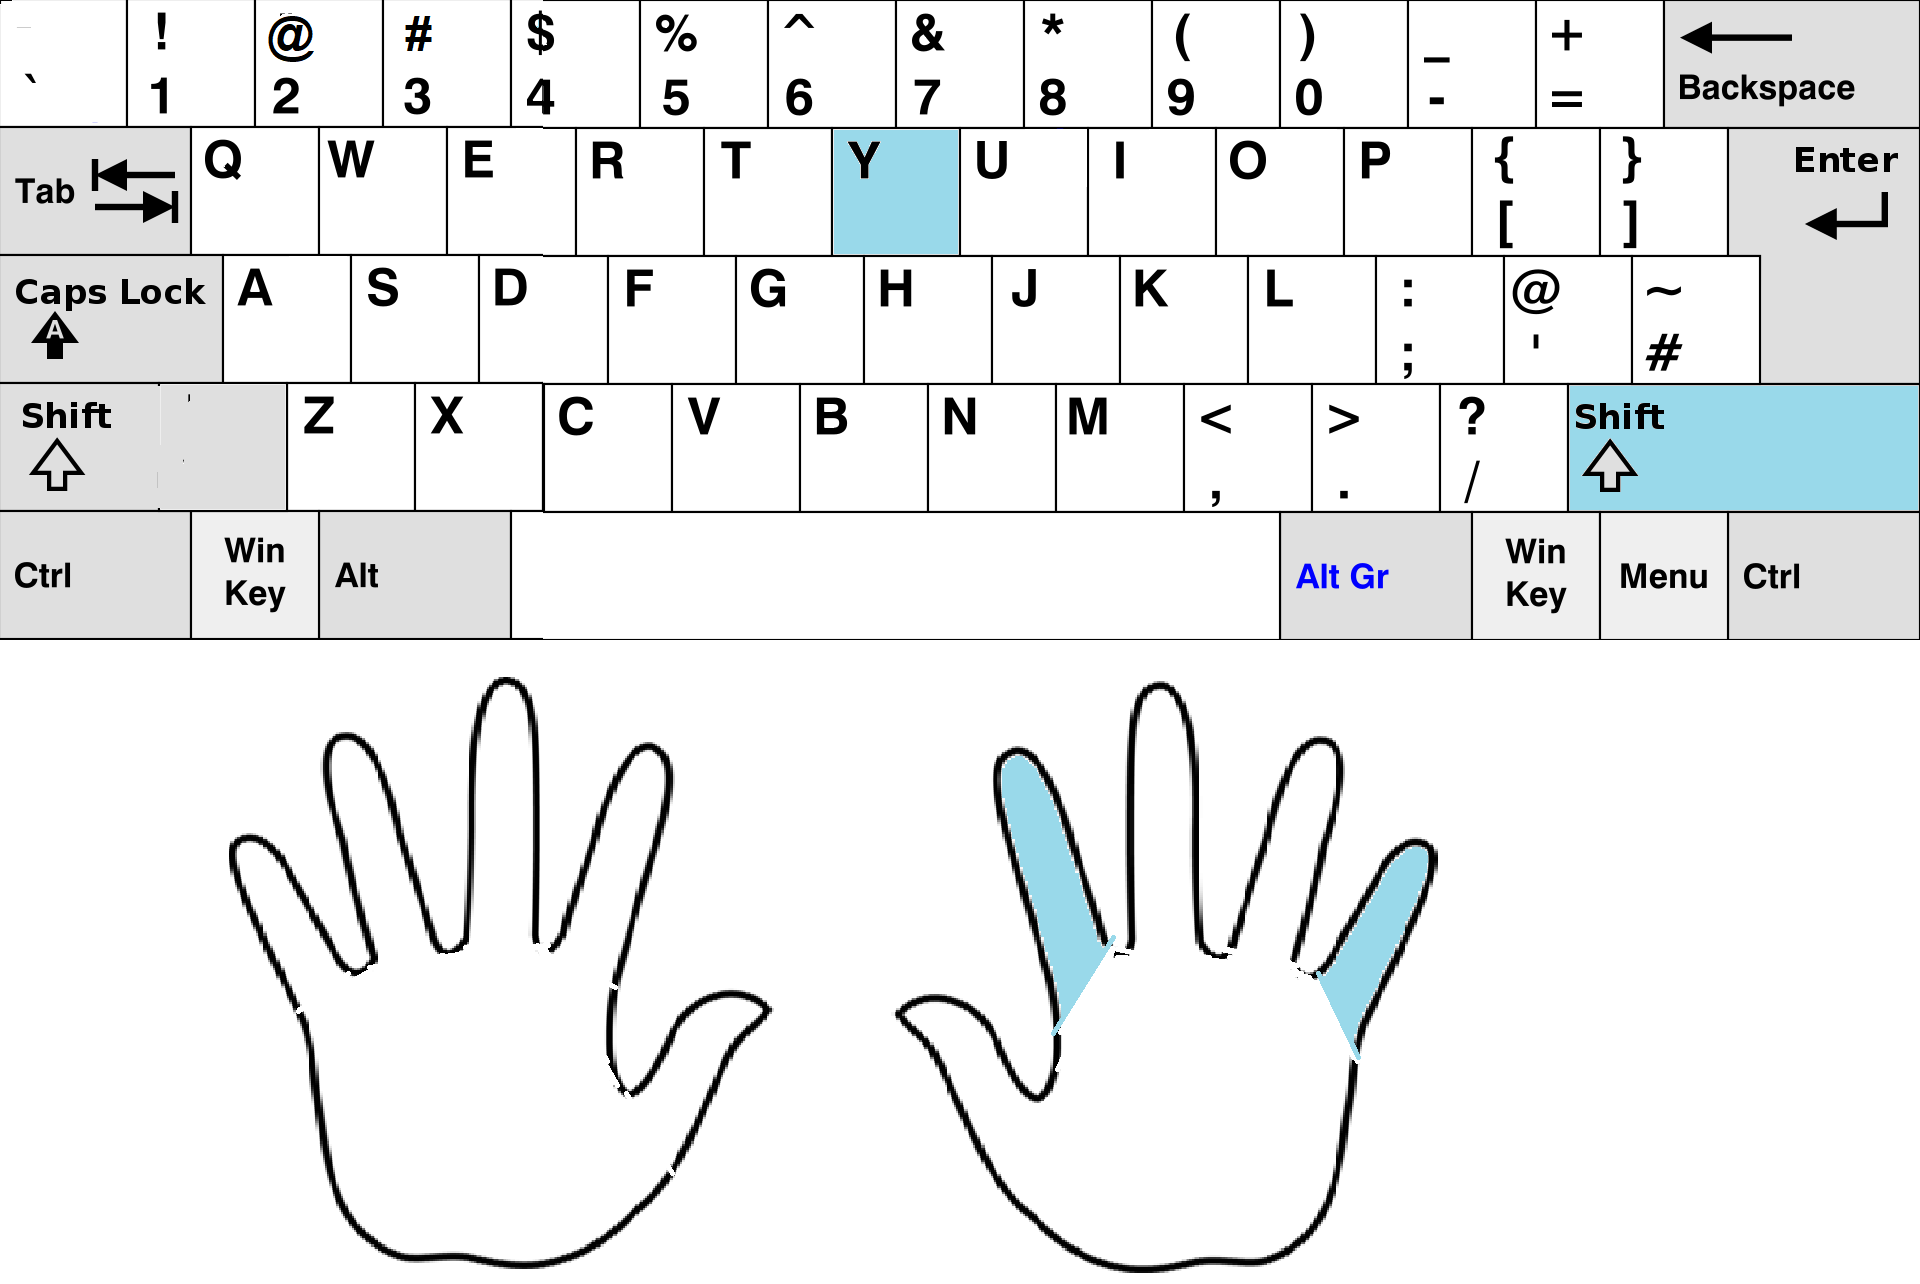 ! @ # $ % ^ & * ( ) _ +
` 1 2 3 4 5 6 7 8 9 0 - = Backspace
Tab Q W E R T Y U I O P { } Enter
[ ]
Caps Lock A S D F G H J K L : @ ~
A ; ' #
Shift Z X C V B N M < > ? Shift
, . /
Ctrl Win Key Alt Alt Gr Win Key Menu Ctrl